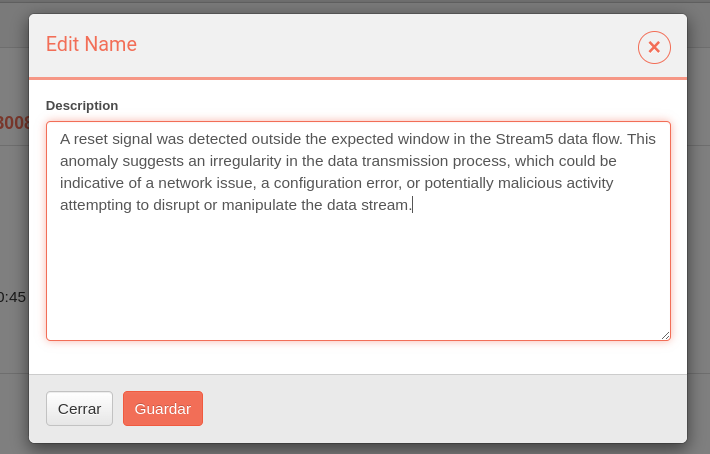 Edit Name
Description
A reset signal was detected outside the expected window in the Stream5 data flow. This
anomaly suggests an irregularity in the data transmission process, which could be
indicative of a network issue, a configuration error, or potentially malicious activity
attempting to disrupt or manipulate the data stream.
3008
0:45
Cerrar
Guardar